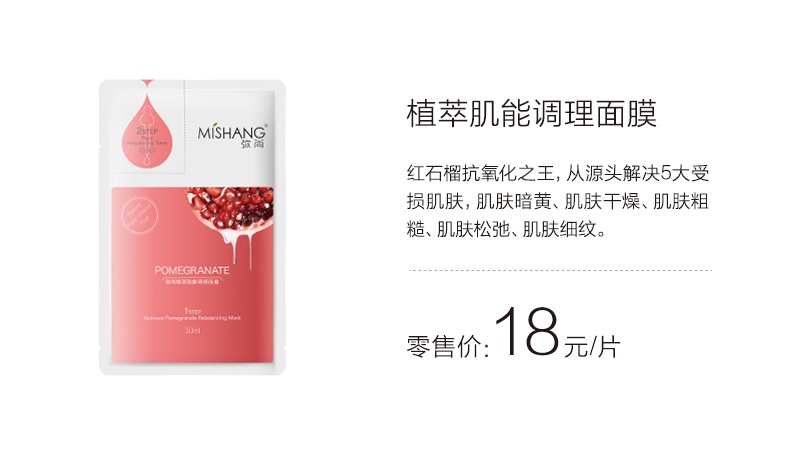 植萃肌能调理面膜
红石榴抗氧化之王，从源头解决5大受
损肌肤，肌肤暗黄、肌肤干燥、肌肤粗
糙、肌肤松弛、肌肤细纹。
零售价：18元/片
2STEP
MiSHANG®
弥尚
POMEGRANATE
1STEP
Nutritious Pomegranate Rebalancing Mask
30ml